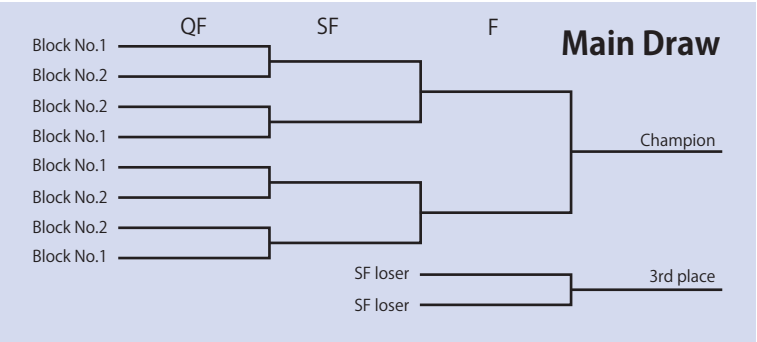 QF SF F Main Draw
Block No.1
Block No.2
Block No.2
Block No.1
Block No.1
Block No.2
Block No.2
Block No.1
Champion
SF loser
SF loser
3rd place